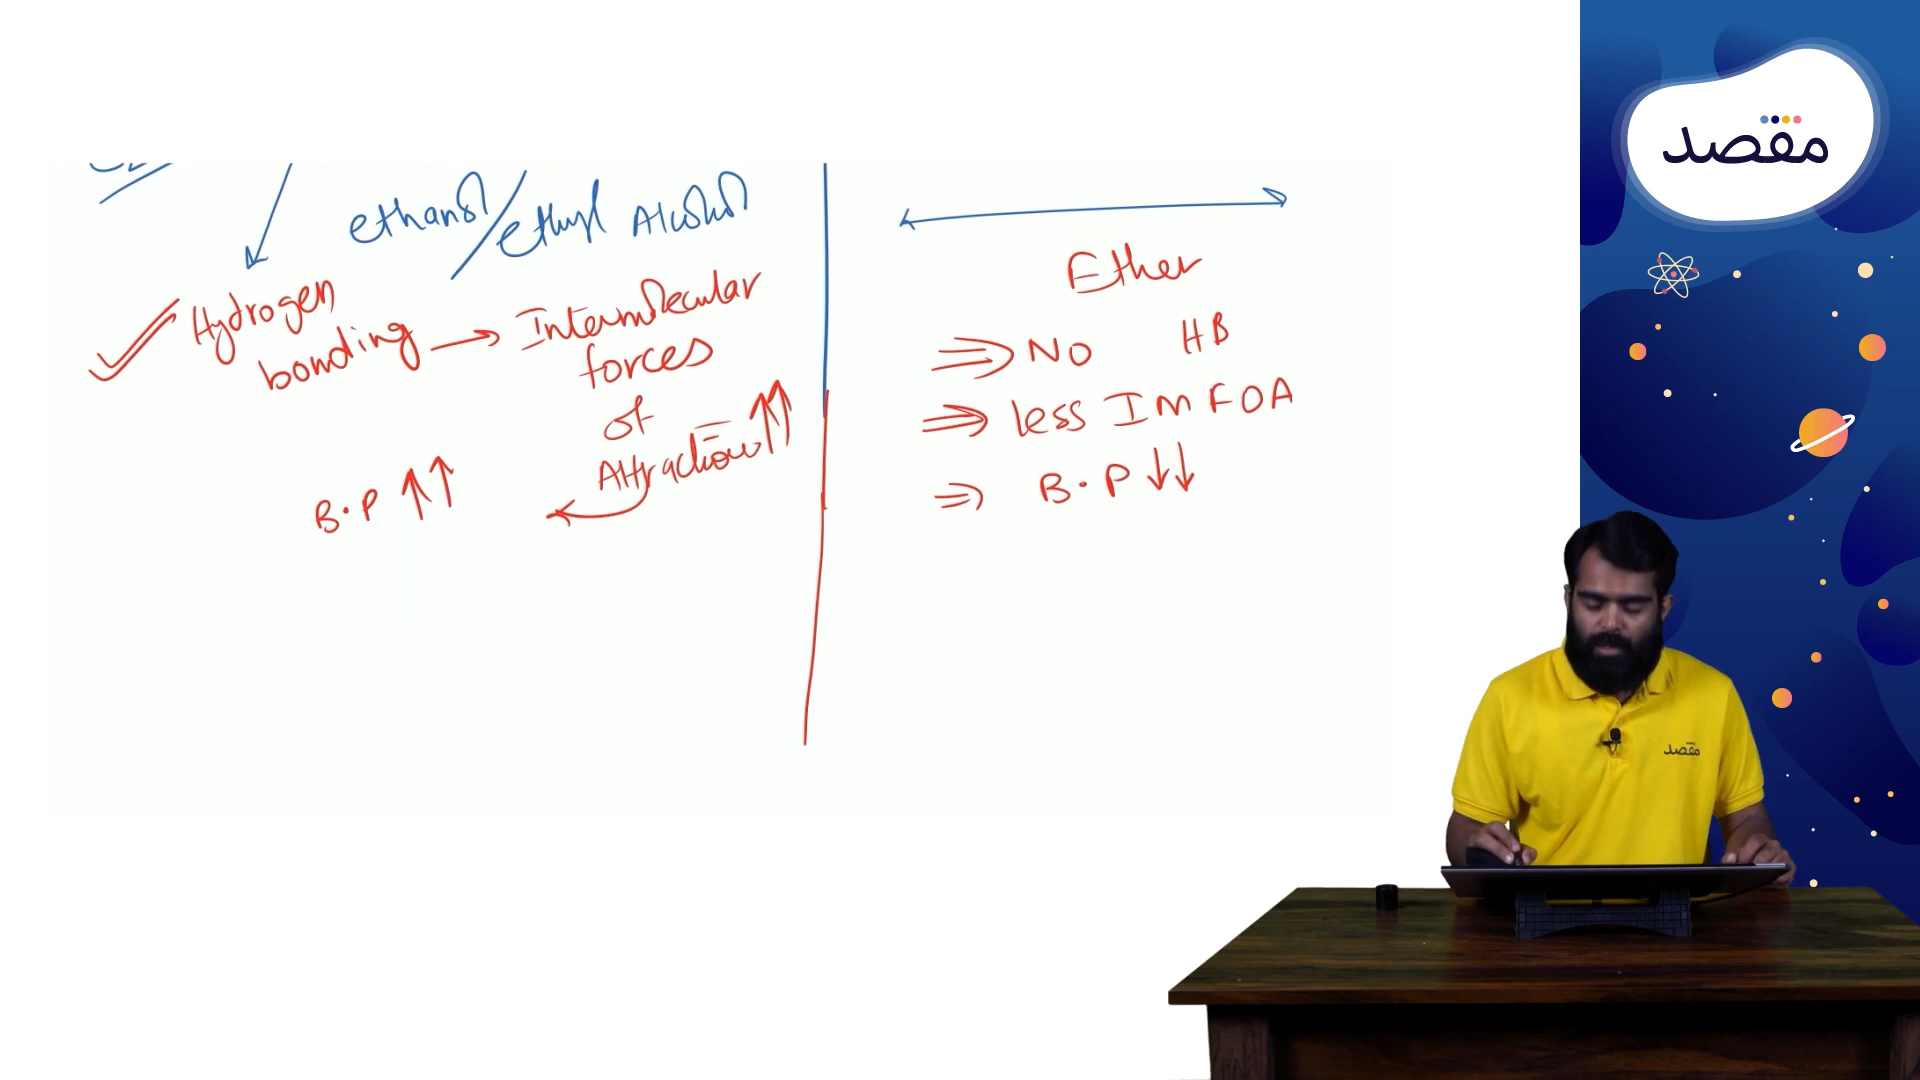 ethanol/ethyl Alcohol
Hydrogen bonding → Intermolecular forces of Attraction ↑↑
B.P ↑↑
Ether
⇒ No HB
⇒ less IMFOA
⇒ B.P ↓↓
مقصد
مقصد